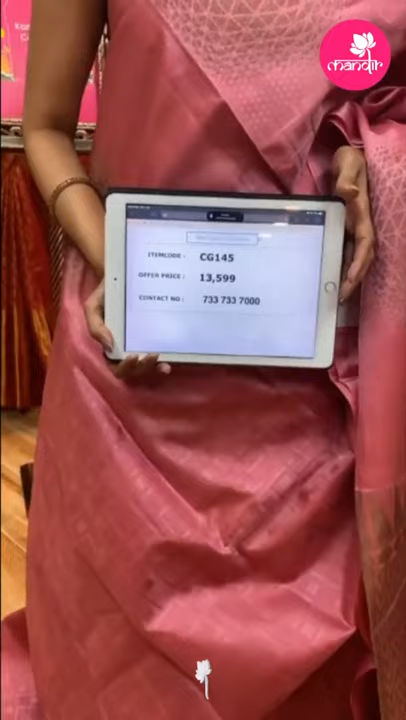 mandir
ITEMCODE : CG145
OFFER PRICE : 13,599
CONTACT NO : 733 733 7000